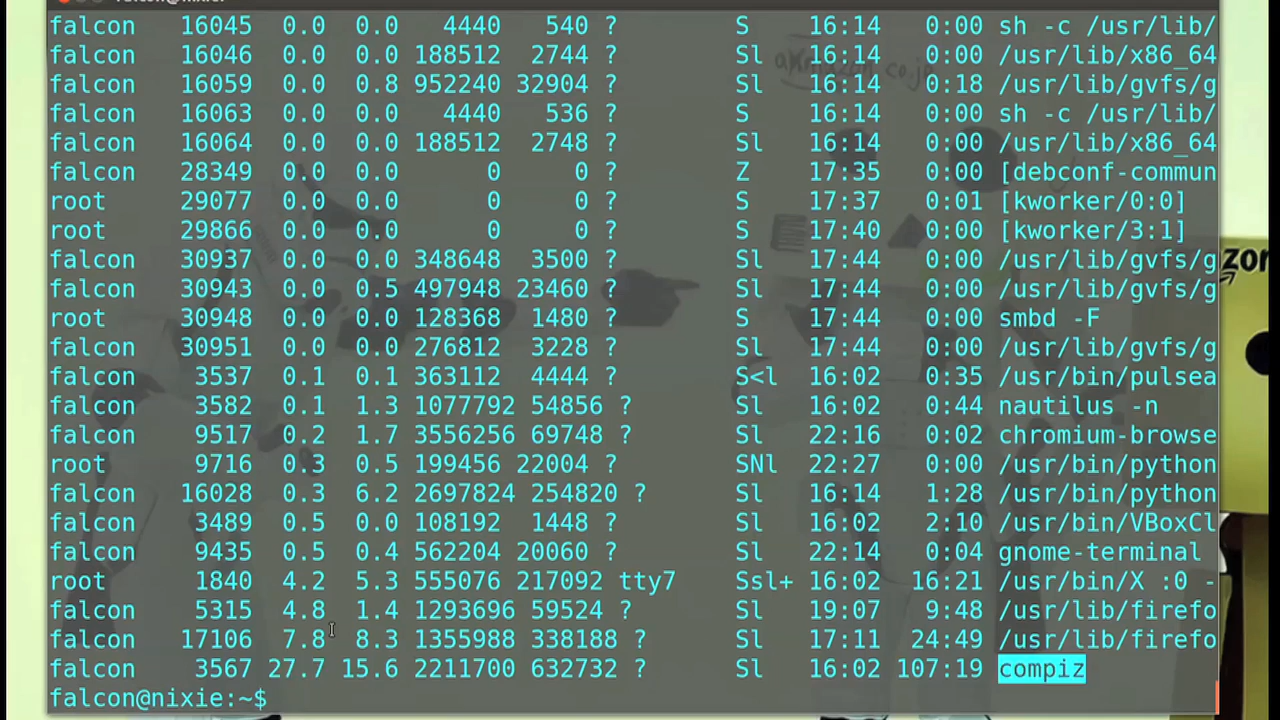 falcon 16045 0.0 0.0 4440 540 ? S 16:14 0:00 sh -c /usr/lib/
falcon 16046 0.0 0.0 188512 2744 ? Sl 16:14 0:00 /usr/lib/x86_64
falcon 16059 0.0 0.8 952240 32904 ? Sl 16:14 0:18 /usr/lib/gvfs/g
falcon 16063 0.0 0.0 4440 536 ? S 16:14 0:00 sh -c /usr/lib/
falcon 16064 0.0 0.0 188512 2748 ? Sl 16:14 0:00 /usr/lib/x86_64
falcon 28349 0.0 0.0 0 0 ? Z 17:35 0:00 [debconf-commun
root 29077 0.0 0.0 0 0 ? S 17:37 0:01 [kworker/0:0]
root 29866 0.0 0.0 0 0 ? S 17:40 0:00 [kworker/3:1]
falcon 30937 0.0 0.0 348648 3500 ? Sl 17:44 0:00 /usr/lib/gvfs/g
falcon 30943 0.0 0.5 497948 23460 ? Sl 17:44 0:00 /usr/lib/gvfs/g
root 30948 0.0 0.0 128368 1480 ? S 17:44 0:00 smbd -F
falcon 30951 0.0 0.0 276812 3228 ? Sl 17:44 0:00 /usr/lib/gvfs/g
falcon 3537 0.1 0.1 363112 4444 ? S<l 16:02 0:35 /usr/bin/pulsea
falcon 3582 0.1 1.3 1077792 54856 ? Sl 16:02 0:44 nautilus -n
falcon 9517 0.2 1.7 3556256 69748 ? Sl 22:16 0:02 chromium-browse
root 9716 0.3 0.5 199456 22004 ? SNl 22:27 0:00 /usr/bin/python
falcon 16028 0.3 6.2 2697824 254820 ? Sl 16:14 1:28 /usr/bin/python
falcon 3489 0.5 0.0 108192 1448 ? Sl 16:02 2:10 /usr/bin/VBoxCl
falcon 9435 0.5 0.4 562204 20060 ? Sl 22:14 0:04 gnome-terminal
root 1840 4.2 5.3 555076 217092 tty7 Ssl+ 16:02 16:21 /usr/bin/X :0 -
falcon 5315 4.8 1.4 1293696 59524 ? Sl 19:07 9:48 /usr/lib/firefo
falcon 17106 7.8 8.3 1355988 338188 ? Sl 17:11 24:49 /usr/lib/firefo
falcon 3567 27.7 15.6 2211700 632732 ? Sl 16:02 107:19 compiz
falcon@nixie:~$